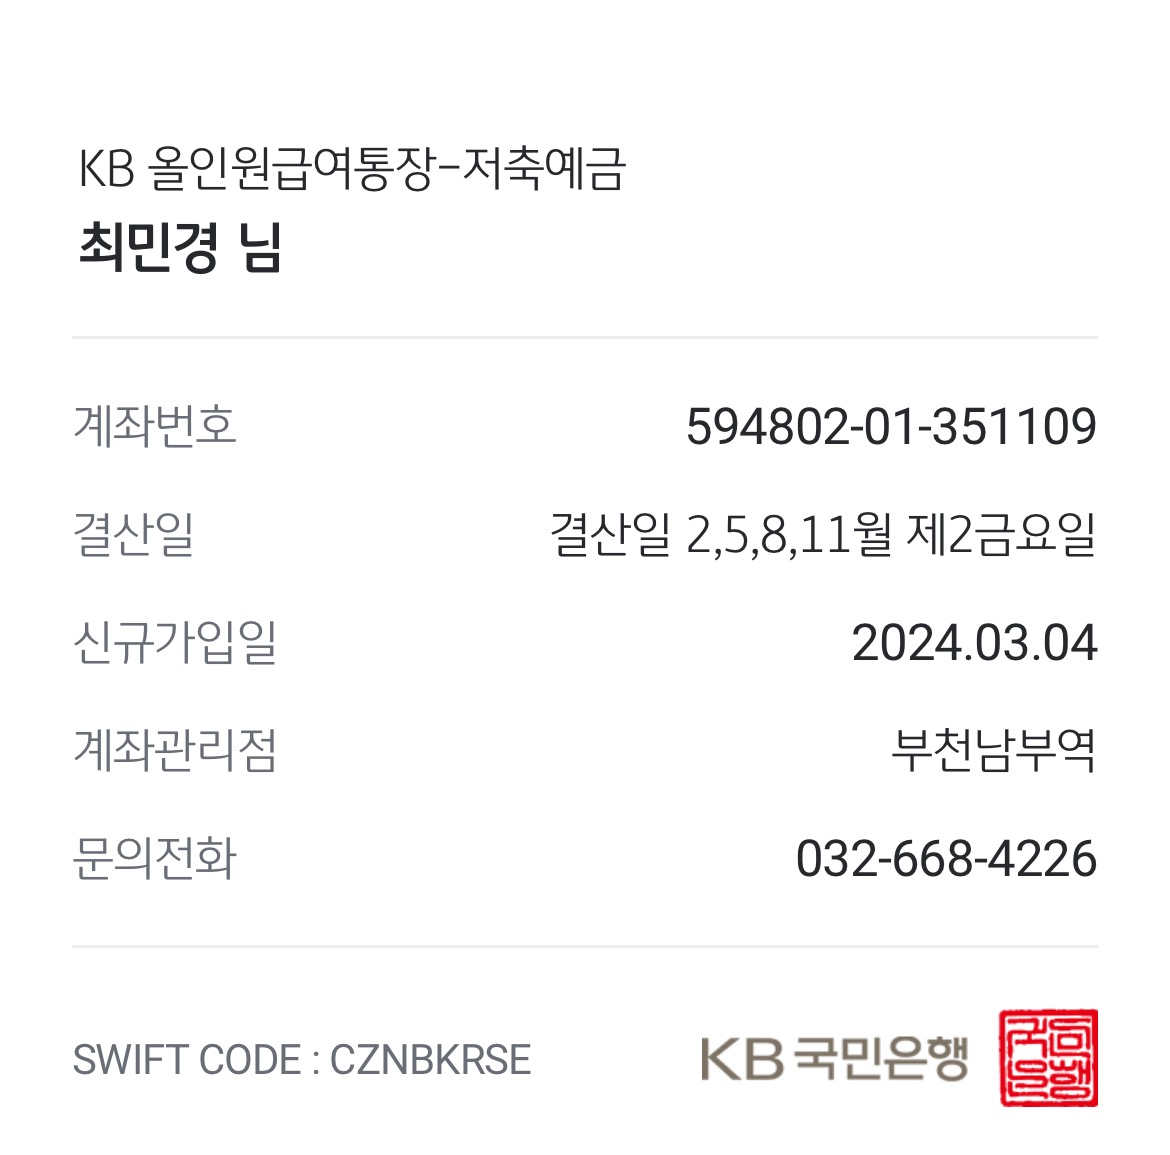 KB 올인원급여통장-저축예금
최민경 님
계좌번호 594802-01-351109
결산일 결산일 2,5,8,11월 제2금요일
신규가입일 2024.03.04
계좌관리점 부천남부역
문의전화 032-668-4226
SWIFT CODE : CZNBKRSE KB국민은행 국민은행